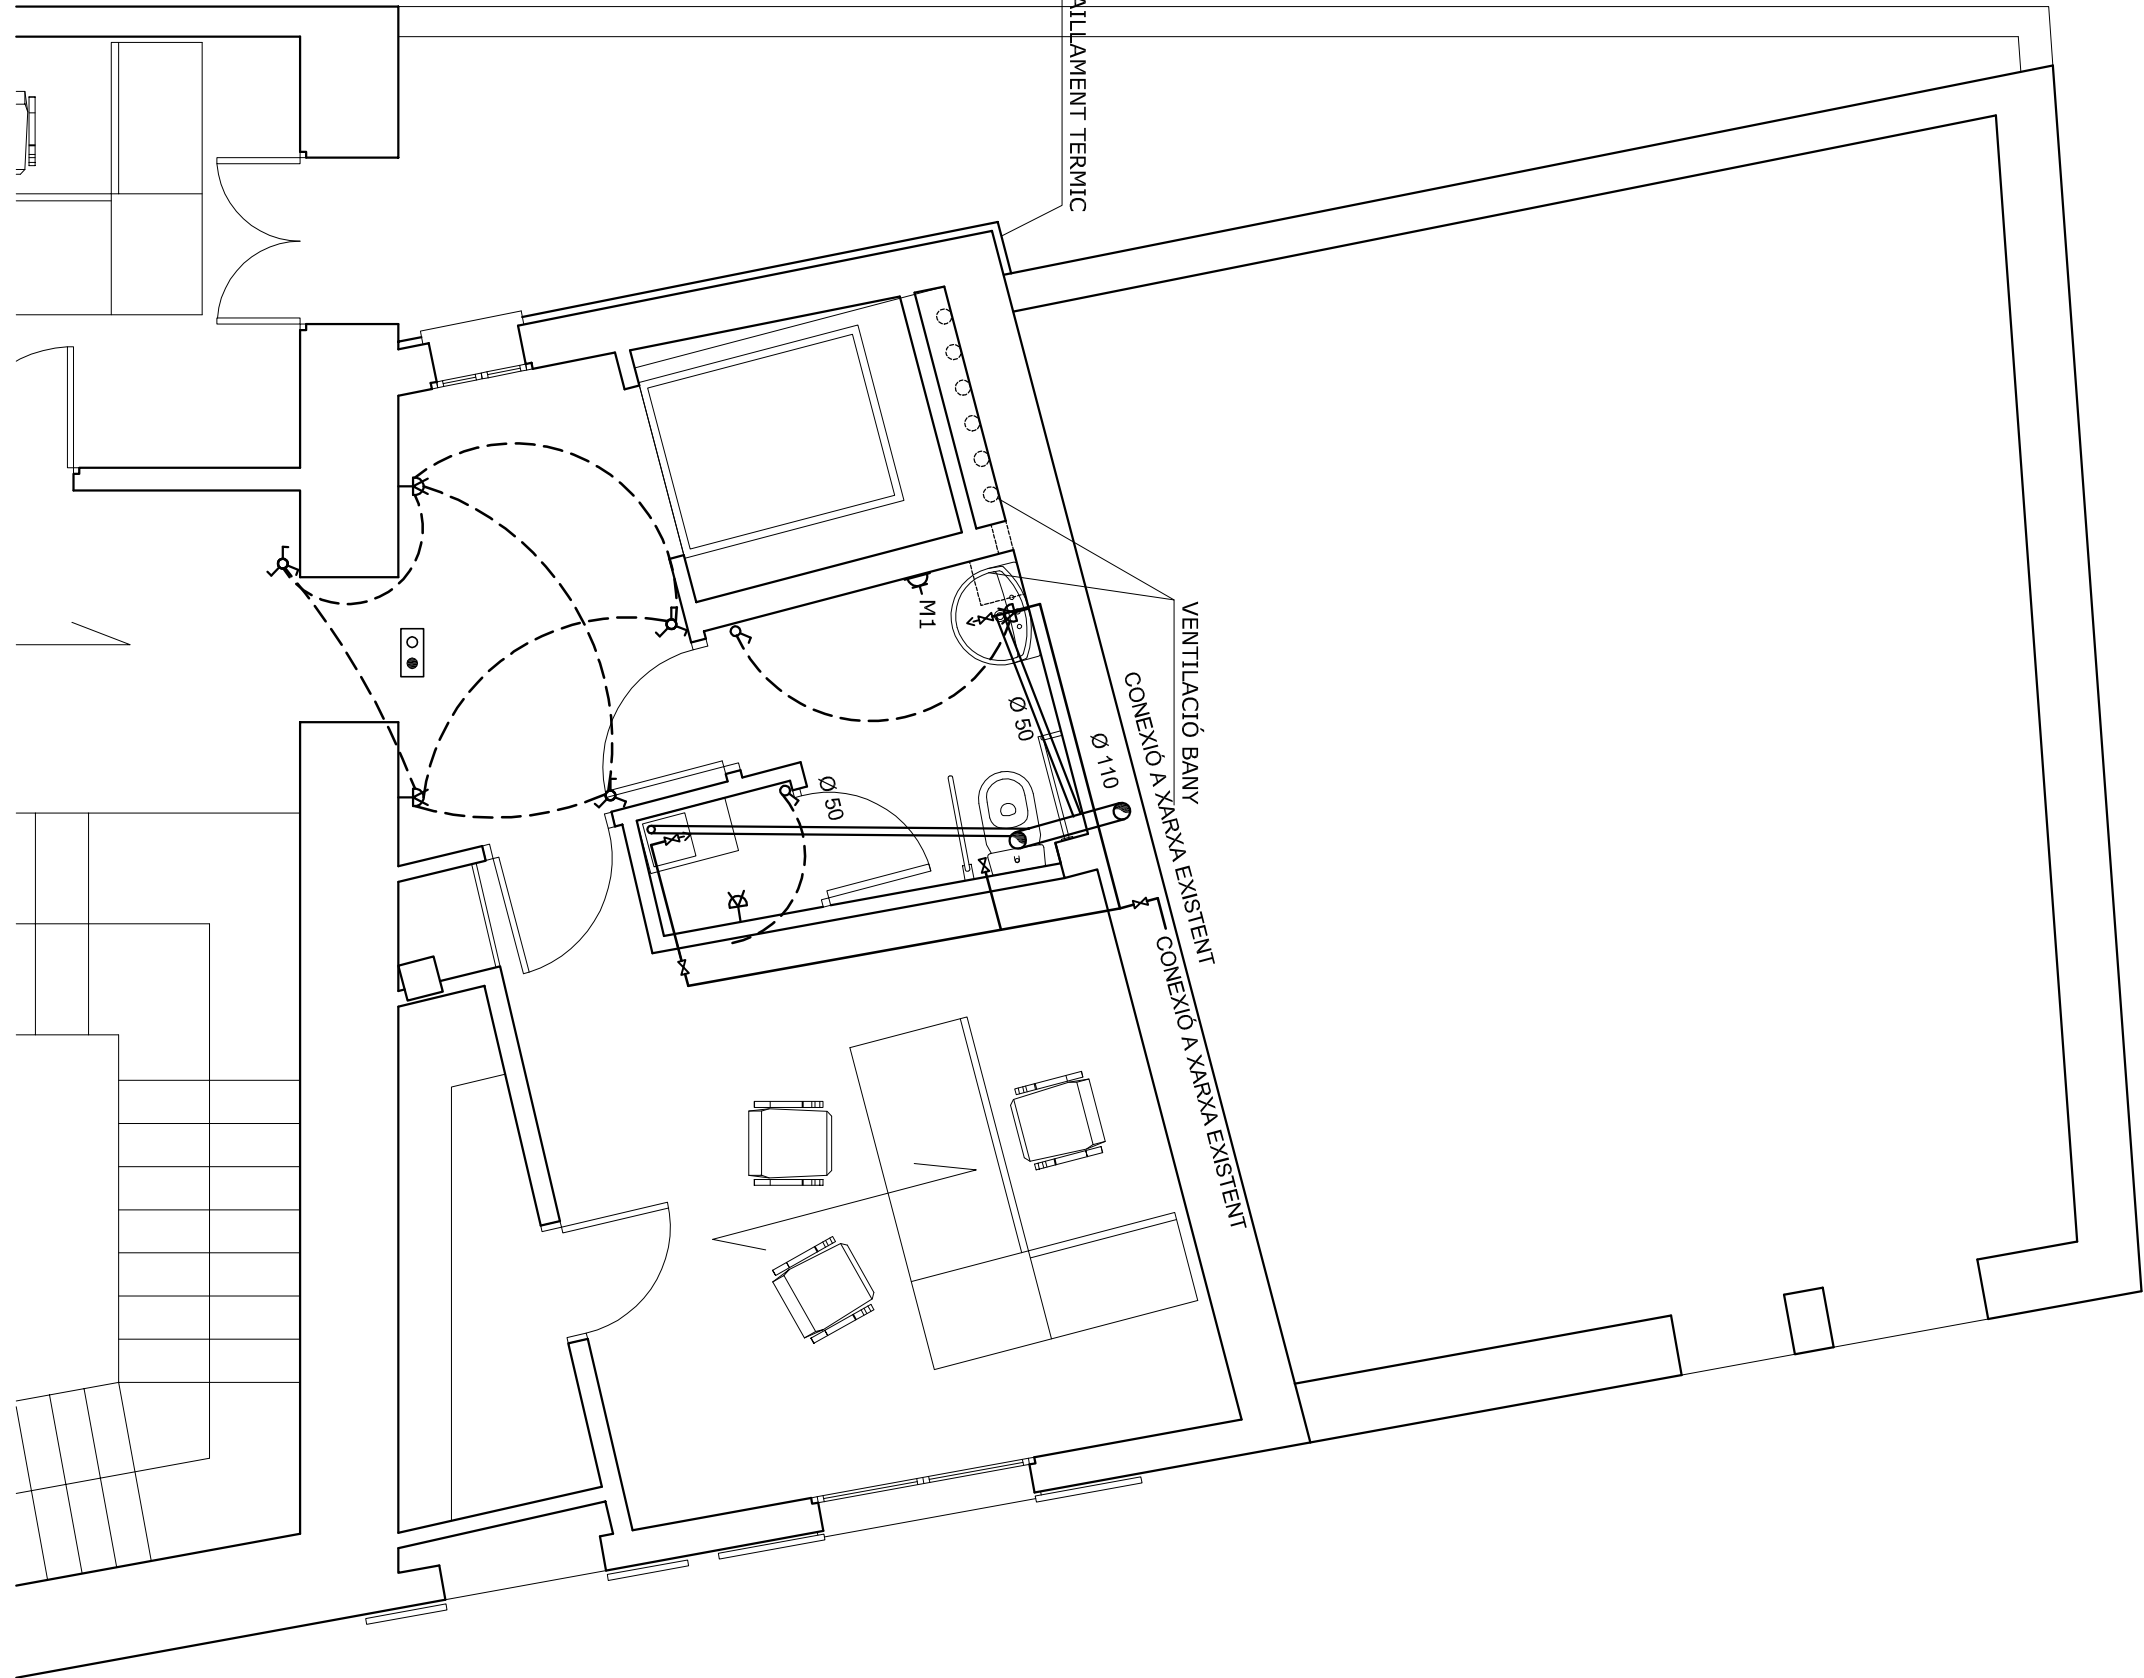 AILLAMENT TERMIC
M1
VENTILACIÓ BANY
Ø 50
Ø 110
CONEXIÓ A XARXA EXISTENT
Ø 50
CONEXIÓ A XARXA EXISTENT